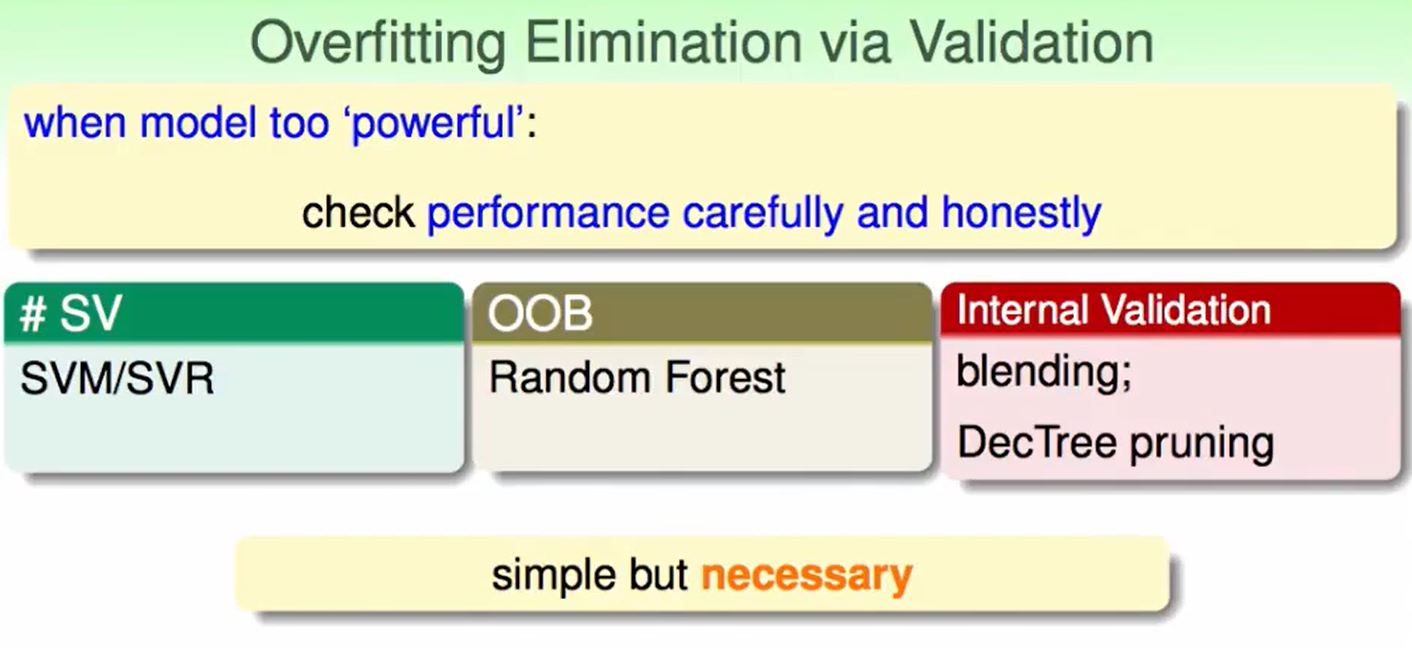 Overfitting Elimination via Validation
when model too ‘powerful’:
check performance carefully and honestly
# SV
SVM/SVR
OOB
Random Forest
Internal Validation
blending;
DecTree pruning
simple but necessary